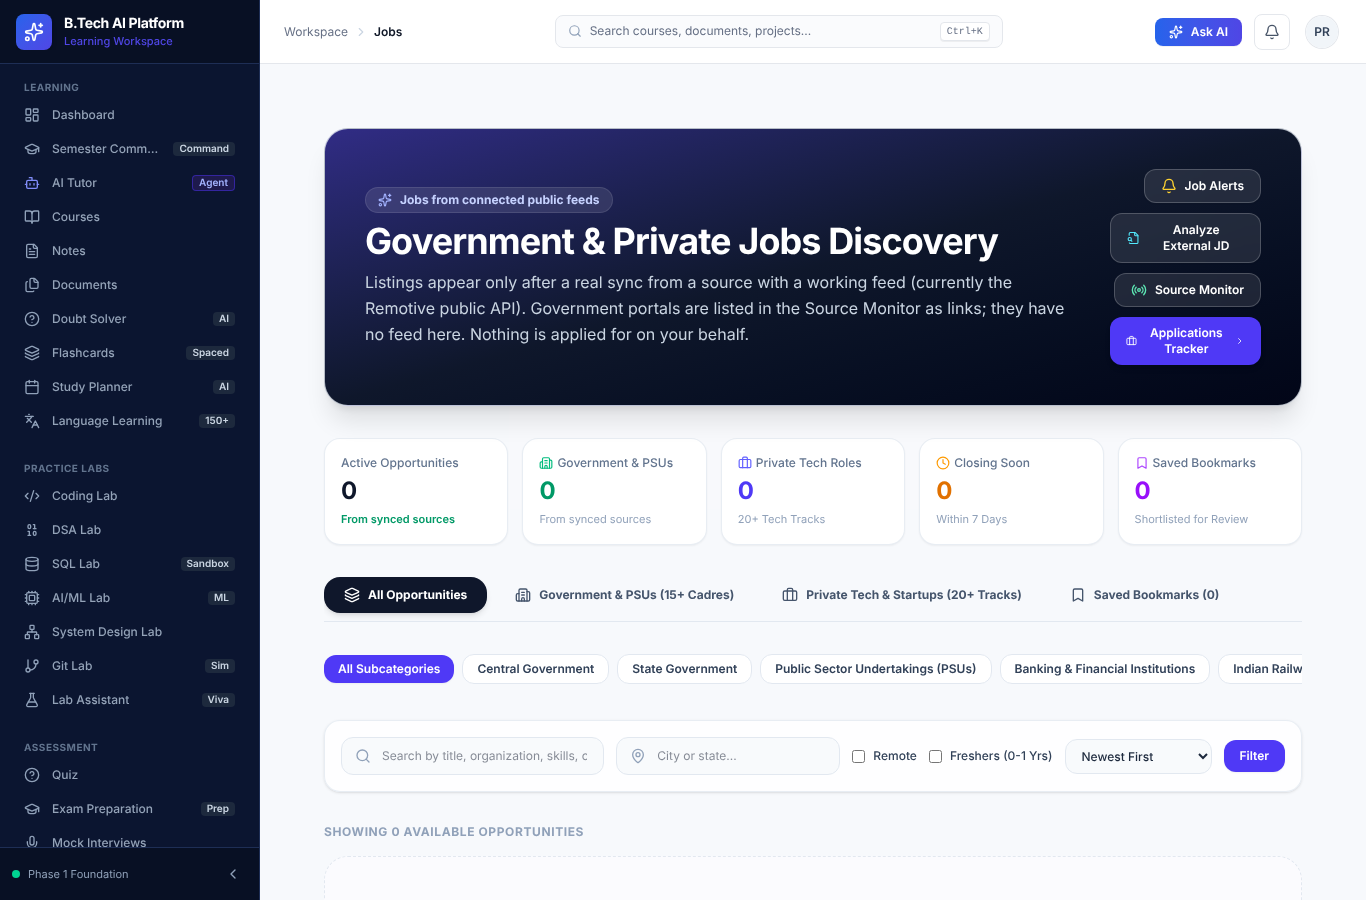 B.Tech AI Platform
Learning Workspace
LEARNING
Dashboard
Semester Comm... Command
AI Tutor Agent
Courses
Notes
Documents
Doubt Solver AI
Flashcards Spaced
Study Planner AI
Language Learning 150+
PRACTICE LABS
Coding Lab
DSA Lab
SQL Lab Sandbox
AI/ML Lab ML
System Design Lab
Git Lab Sim
Lab Assistant Viva
ASSESSMENT
Quiz
Exam Preparation Prep
Mock Interviews
Phase 1 Foundation
Workspace > Jobs
Search courses, documents, projects... Ctrl+K
Ask AI
PR
Jobs from connected public feeds
Government & Private Jobs Discovery
Listings appear only after a real sync from a source with a working feed (currently the
Remotive public API). Government portals are listed in the Source Monitor as links; they have
no feed here. Nothing is applied for on your behalf.
Job Alerts
Analyze
External JD
Source Monitor
Applications
Tracker
Active Opportunities
0
From synced sources
Government & PSUs
0
From synced sources
Private Tech Roles
0
20+ Tech Tracks
Closing Soon
0
Within 7 Days
Saved Bookmarks
0
Shortlisted for Review
All Opportunities Government & PSUs (15+ Cadres) Private Tech & Startups (20+ Tracks) Saved Bookmarks (0)
All Subcategories Central Government State Government Public Sector Undertakings (PSUs) Banking & Financial Institutions Indian Railw
Search by title, organization, skills, c City or state... Remote Freshers (0-1 Yrs) Newest First Filter
SHOWING 0 AVAILABLE OPPORTUNITIES